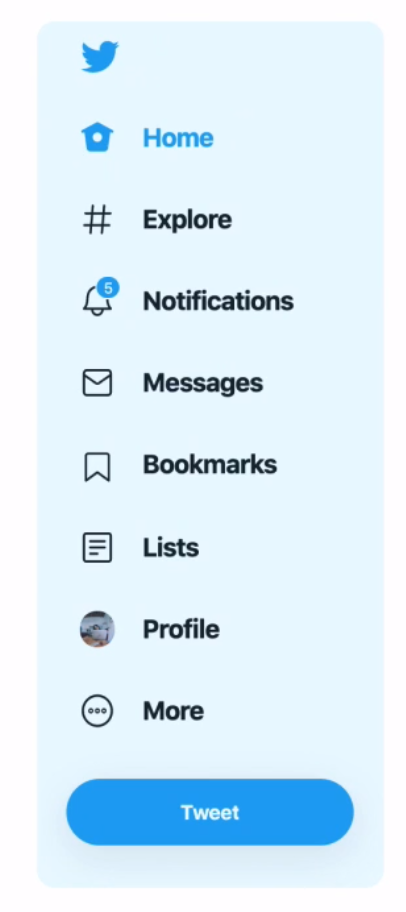 Home
Explore
5
Notifications
Messages
Bookmarks
Lists
Profile
More
Tweet